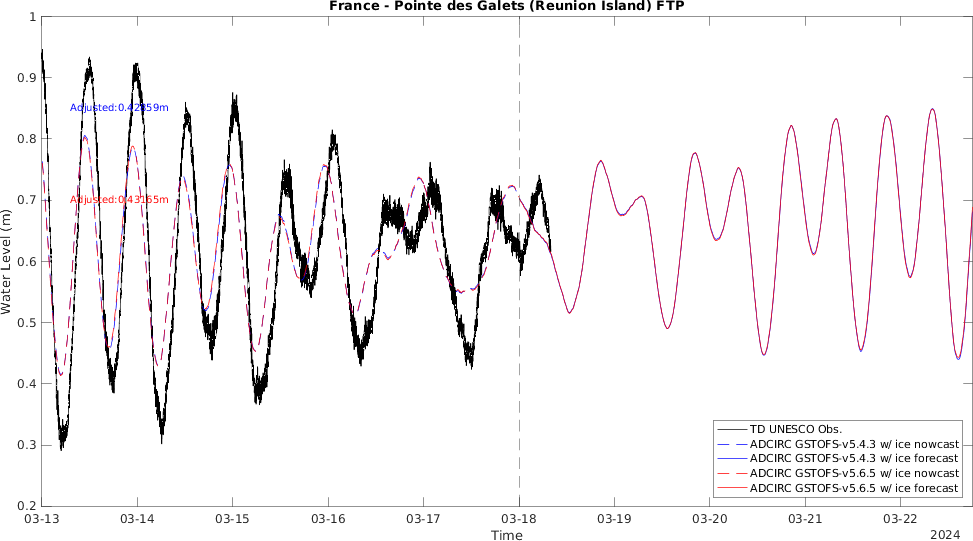 France - Pointe des Galets (Reunion Island) FTP
Water Level (m)
1
0.9
0.8
0.7
0.6
0.5
0.4
0.3
0.2
Adjusted:0.42859m
Adjusted:0.43165m
TD UNESCO Obs.
ADCIRC GSTOFS-v5.4.3 w/ ice nowcast
ADCIRC GSTOFS-v5.4.3 w/ ice forecast
ADCIRC GSTOFS-v5.6.5 w/ ice nowcast
ADCIRC GSTOFS-v5.6.5 w/ ice forecast
03-13 03-14 03-15 03-16 03-17 03-18 03-19 03-20 03-21 03-22
Time
2024